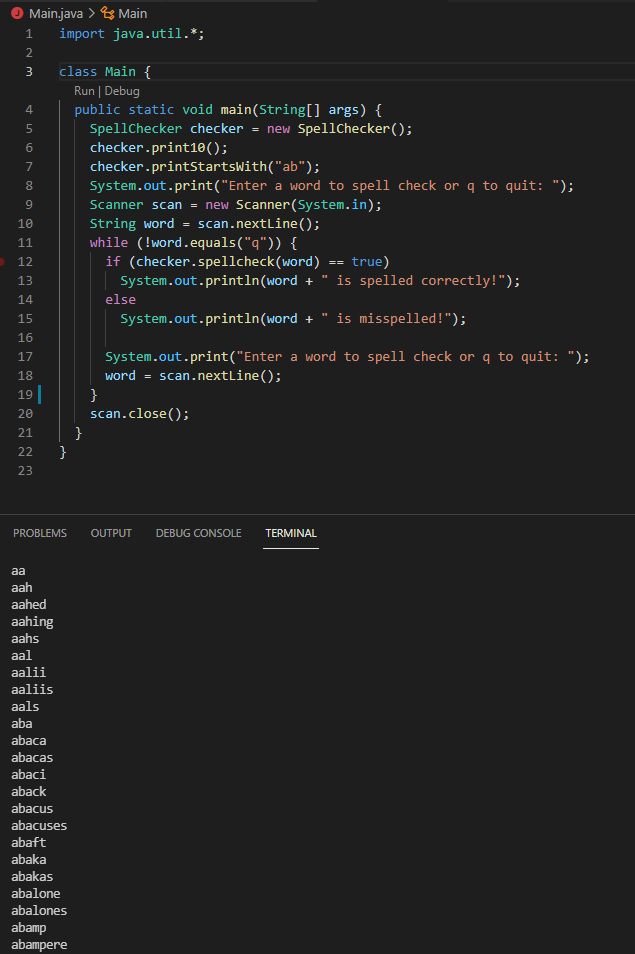 Main.java > Main
1 import java.util.*;
2
3 class Main {
Run | Debug
4 public static void main(String[] args) {
5 SpellChecker checker = new SpellChecker();
6 checker.print10();
7 checker.printStartsWith("ab");
8 System.out.print("Enter a word to spell check or q to quit: ");
9 Scanner scan = new Scanner(System.in);
10 String word = scan.nextLine();
11 while (!word.equals("q")) {
12 if (checker.spellcheck(word) == true)
13 System.out.println(word + " is spelled correctly!");
14 else
15 System.out.println(word + " is misspelled!");
16
17 System.out.print("Enter a word to spell check or q to quit: ");
18 word = scan.nextLine();
19 }
20 scan.close();
21 }
22 }
23
PROBLEMS OUTPUT DEBUG CONSOLE TERMINAL
aa
aah
aahed
aahing
aahs
aal
aalii
aaliis
aals
aba
abaca
abacas
abaci
aback
abacus
abacuses
abaft
abaka
abakas
abalone
abalones
abamp
abampere